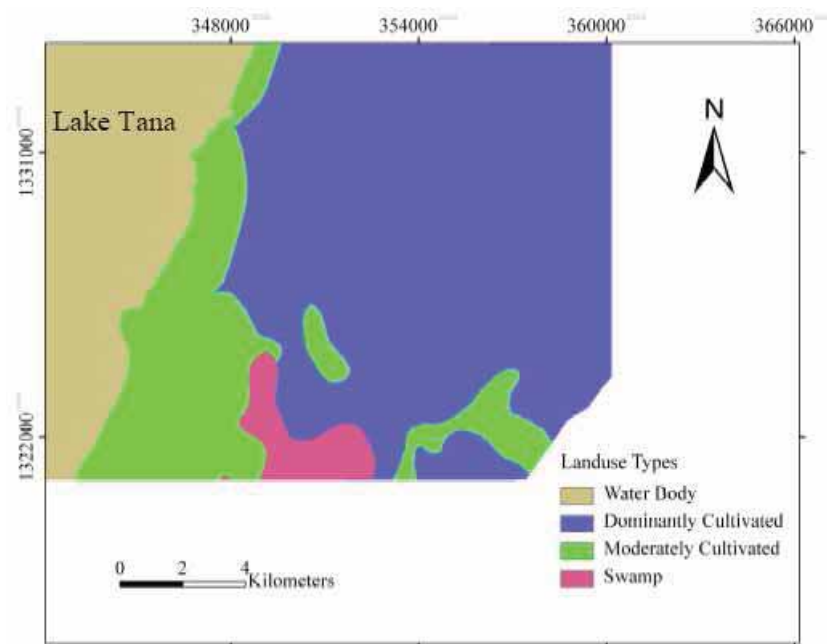 348000 354000 360000 366000
Lake Tana
N
1331000
1322000
Landuse Types
Water Body
Dominantly Cultivated
Moderately Cultivated
Swamp
0 2 4
Kilometers